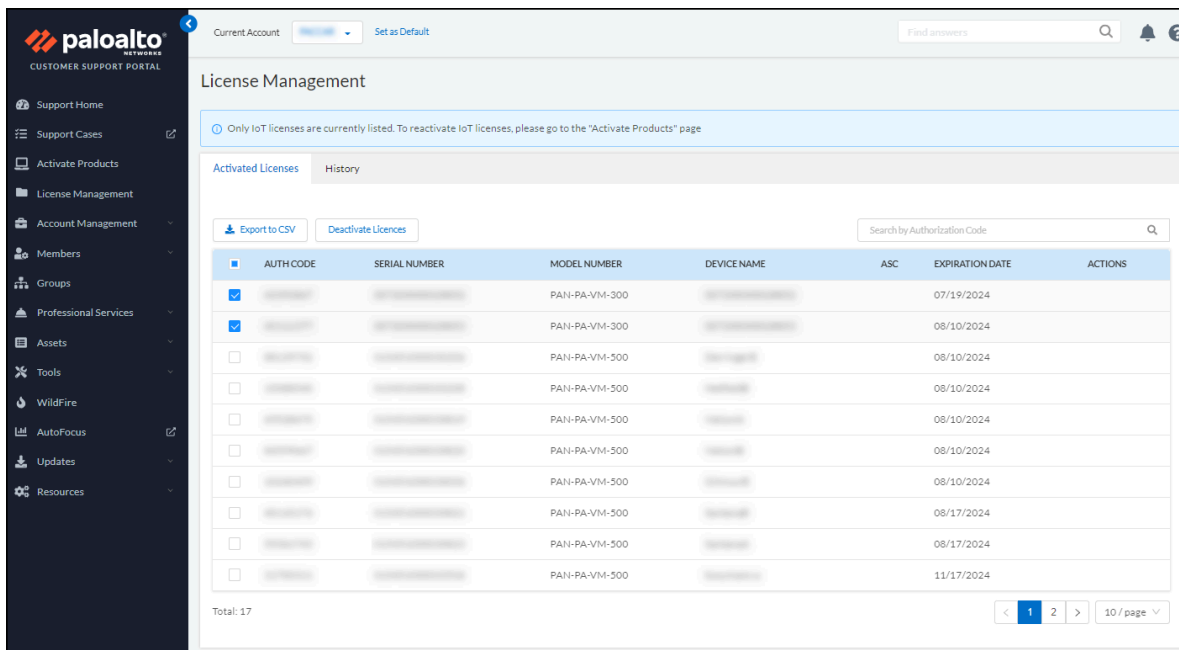 paloalto
NETWORKS
CUSTOMER SUPPORT PORTAL
Support Home
Support Cases
Activate Products
License Management
Account Management
Members
Groups
Professional Services
Assets
Tools
WildFire
AutoFocus
Updates
Resources
Current Account Set as Default Find answers
License Management
Only IoT licenses are currently listed. To reactivate IoT licenses, please go to the "Activate Products" page
Activated Licenses History
Export to CSV Deactivate Licences Search by Authorization Code
AUTH CODE SERIAL NUMBER MODEL NUMBER DEVICE NAME ASC EXPIRATION DATE ACTIONS
PAN-PA-VM-300 07/19/2024
PAN-PA-VM-300 08/10/2024
PAN-PA-VM-500 08/10/2024
PAN-PA-VM-500 08/10/2024
PAN-PA-VM-500 08/10/2024
PAN-PA-VM-500 08/10/2024
PAN-PA-VM-500 08/10/2024
PAN-PA-VM-500 08/17/2024
PAN-PA-VM-500 08/17/2024
PAN-PA-VM-500 11/17/2024
Total: 17 < 1 2 > 10 / page